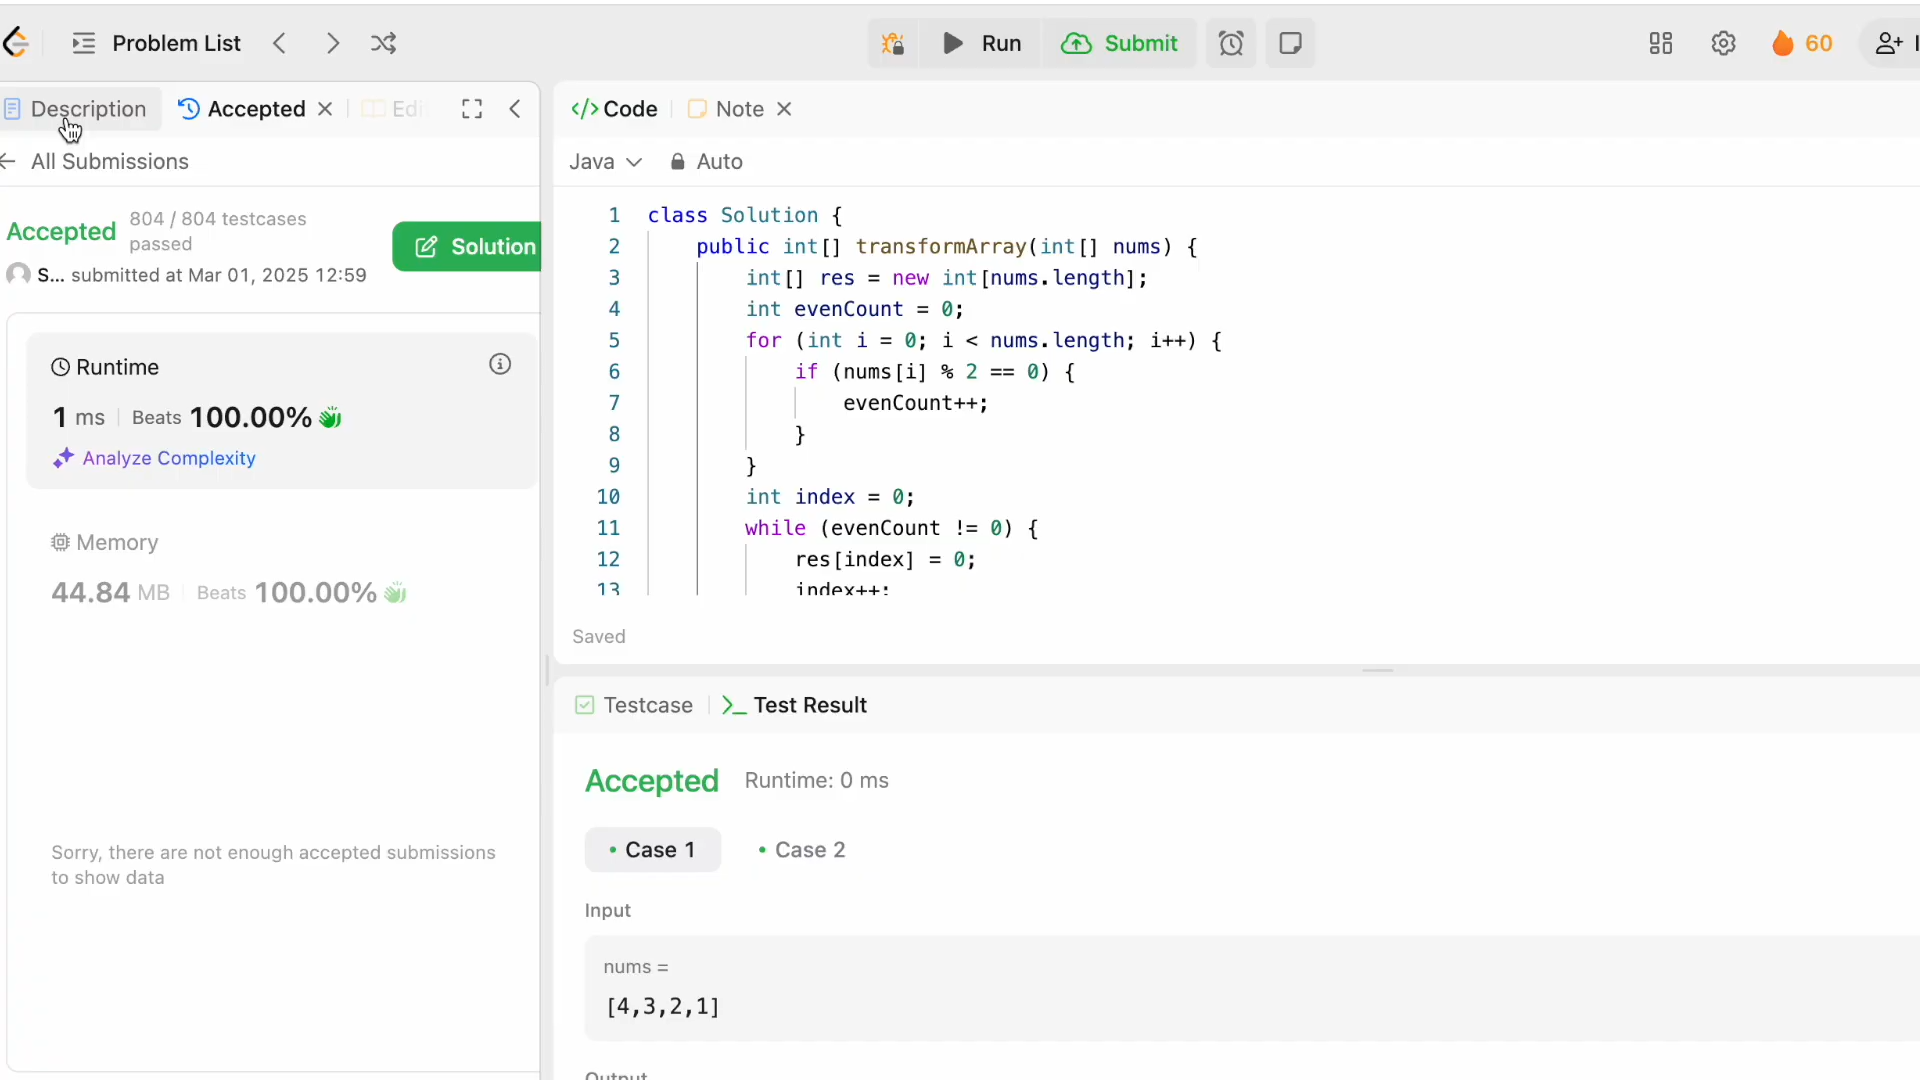 Problem List
Run
Submit
60
Description
Accepted
All Submissions
Accepted
804 / 804 testcases
passed
Solution
S... submitted at Mar 01, 2025 12:59
Runtime
1 ms
Beats 100.00%
Analyze Complexity
Memory
44.84 MB
Beats 100.00%
Sorry, there are not enough accepted submissions
to show data
</> Code
Note
Java
Auto
1 class Solution {
2 public int[] transformArray(int[] nums) {
3 int[] res = new int[nums.length];
4 int evenCount = 0;
5 for (int i = 0; i < nums.length; i++) {
6 if (nums[i] % 2 == 0) {
7 evenCount++;
8 }
9 }
10 int index = 0;
11 while (evenCount != 0) {
12 res[index] = 0;
13 index++;
Saved
Testcase
>_ Test Result
Accepted
Runtime: 0 ms
• Case 1
• Case 2
Input
nums =
[4,3,2,1]
Output